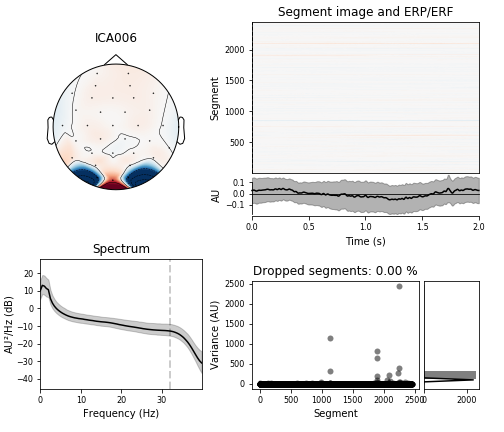 ICA006
Segment image and ERP/ERF
Segment
2000
1500
1000
500
AU
0.1
0.0
−0.1
0.0 0.5 1.0 1.5 2.0
Time (s)
Spectrum
AU²/Hz (dB)
20
10
0
−10
−20
−30
−40
0 10 20 30
Frequency (Hz)
Dropped segments: 0.00 %
Variance (AU)
2500
2000
1500
1000
500
0
0 500 1000 1500 2000 2500
Segment
0 2000